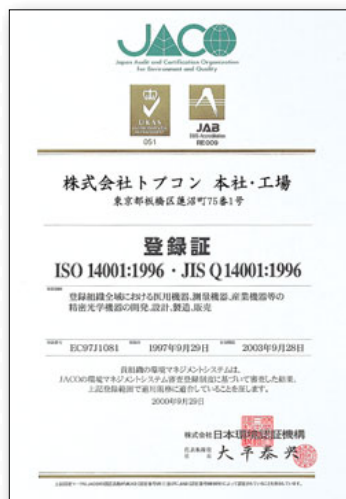 JACO
Japan Audit and Certification Organization
for Environment and Quality
UKAS
ENVIRONMENTAL
MANAGEMENT
051
JAB
EMS Accreditation
RE009
株式会社トプコン 本社・工場
東京都板橋区蓮沼町75番1号
登録証
ISO 14001:1996・JIS Q 14001:1996
登録組織全域における医用機器、測量機器、産業機器等の
精密光学機器の開発、設計、製造、販売
EC97J1081 1997年9月29日 2003年9月28日
貴組織の環境マネジメントシステムは、
JACOの環境マネジメントシステム審査登録制度に基づいて審査した結果、
上記登録範囲で適用規格に適合していることを証します。
2000年9月29日
株式会社日本環境認証機構
大平泰央